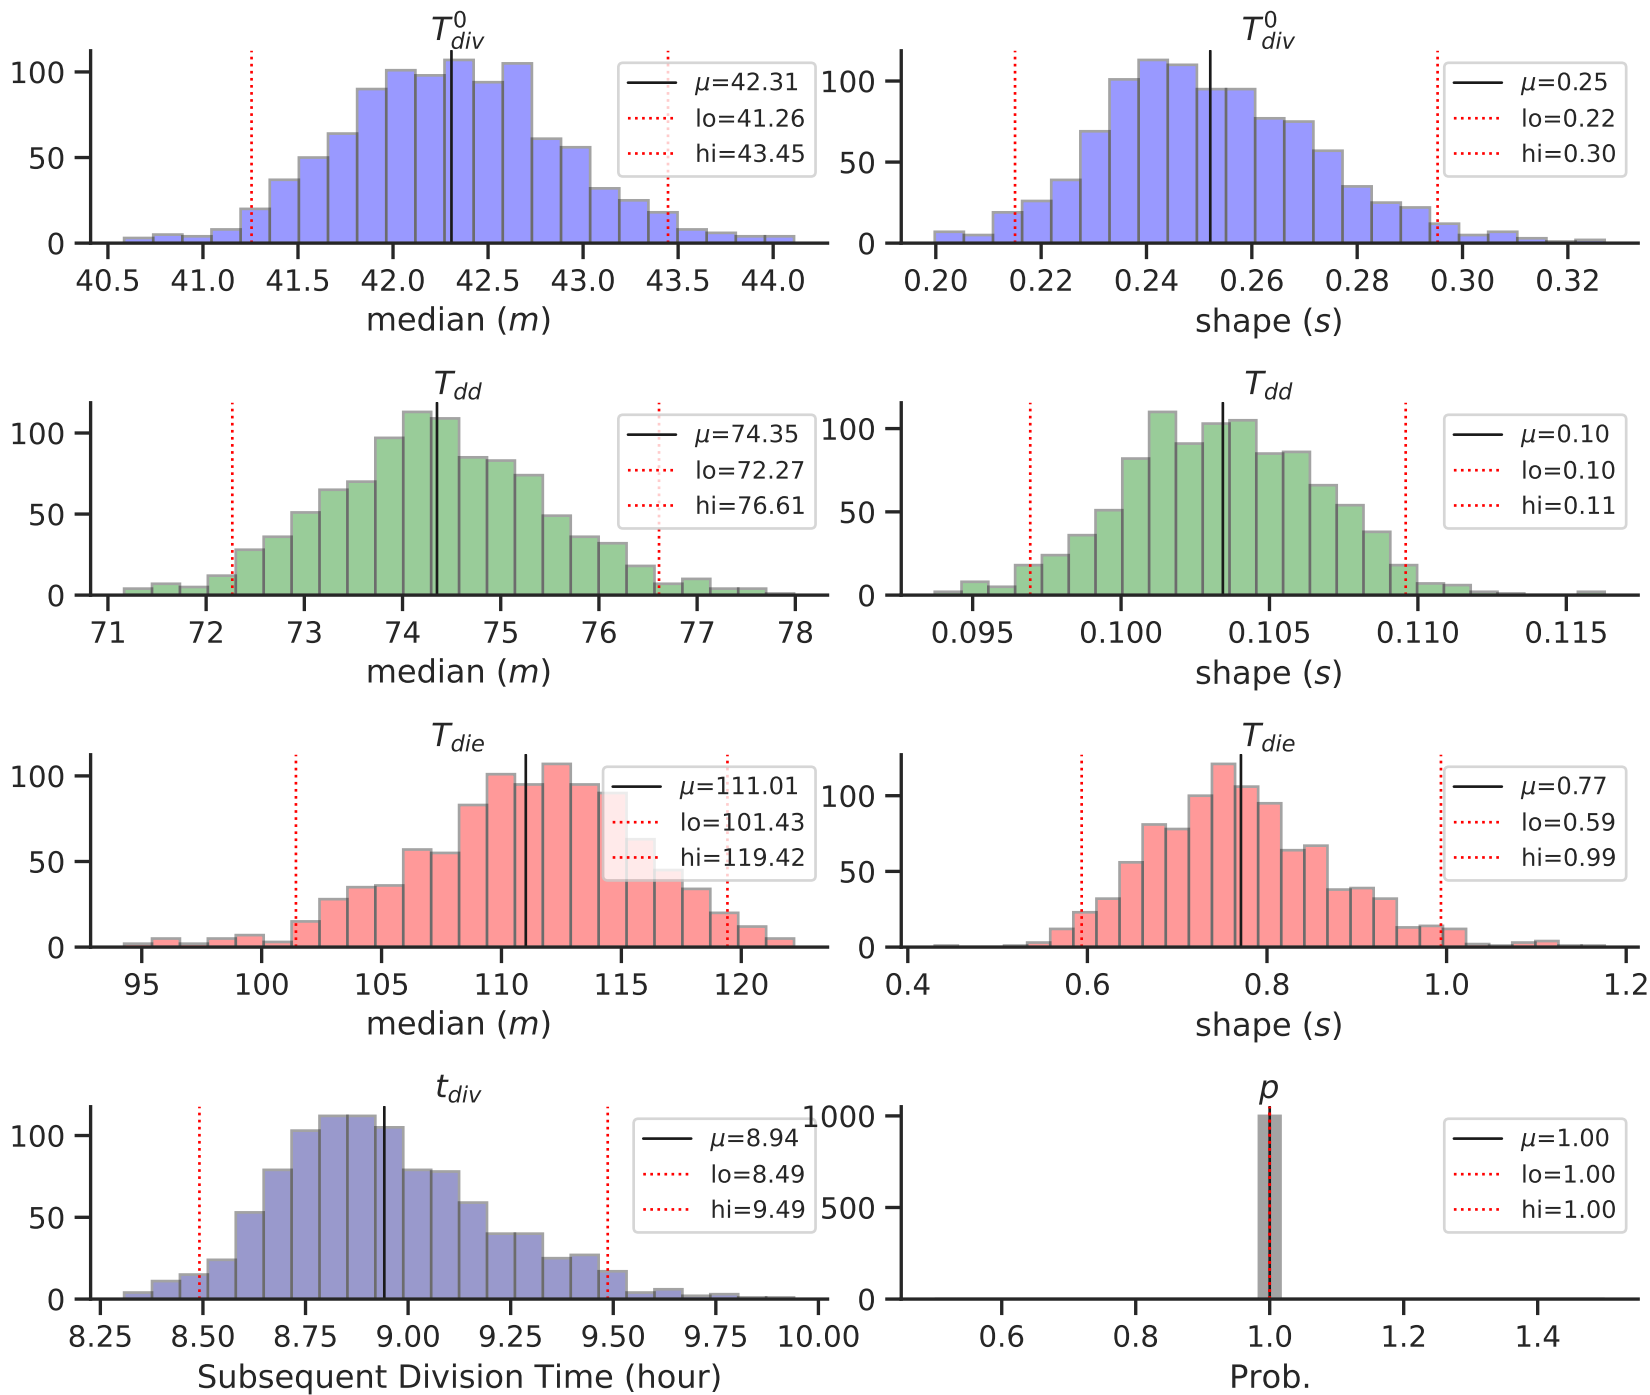 T⁰div
100
50
0
μ=42.31
lo=41.26
hi=43.45
40.5 41.0 41.5 42.0 42.5 43.0 43.5 44.0
median (m)
T⁰div
100
50
0
μ=0.25
lo=0.22
hi=0.30
0.20 0.22 0.24 0.26 0.28 0.30 0.32
shape (s)
Tdd
100
50
0
μ=74.35
lo=72.27
hi=76.61
71 72 73 74 75 76 77 78
median (m)
Tdd
100
50
0
μ=0.10
lo=0.10
hi=0.11
0.095 0.100 0.105 0.110 0.115
shape (s)
Tdie
100
50
0
μ=111.01
lo=101.43
hi=119.42
95 100 105 110 115 120
median (m)
Tdie
100
50
0
μ=0.77
lo=0.59
hi=0.99
0.4 0.6 0.8 1.0 1.2
shape (s)
tdiv
100
50
0
μ=8.94
lo=8.49
hi=9.49
8.25 8.50 8.75 9.00 9.25 9.50 9.75 10.00
Subsequent Division Time (hour)
p
1000
500
0
μ=1.00
lo=1.00
hi=1.00
0.6 0.8 1.0 1.2 1.4
Prob.